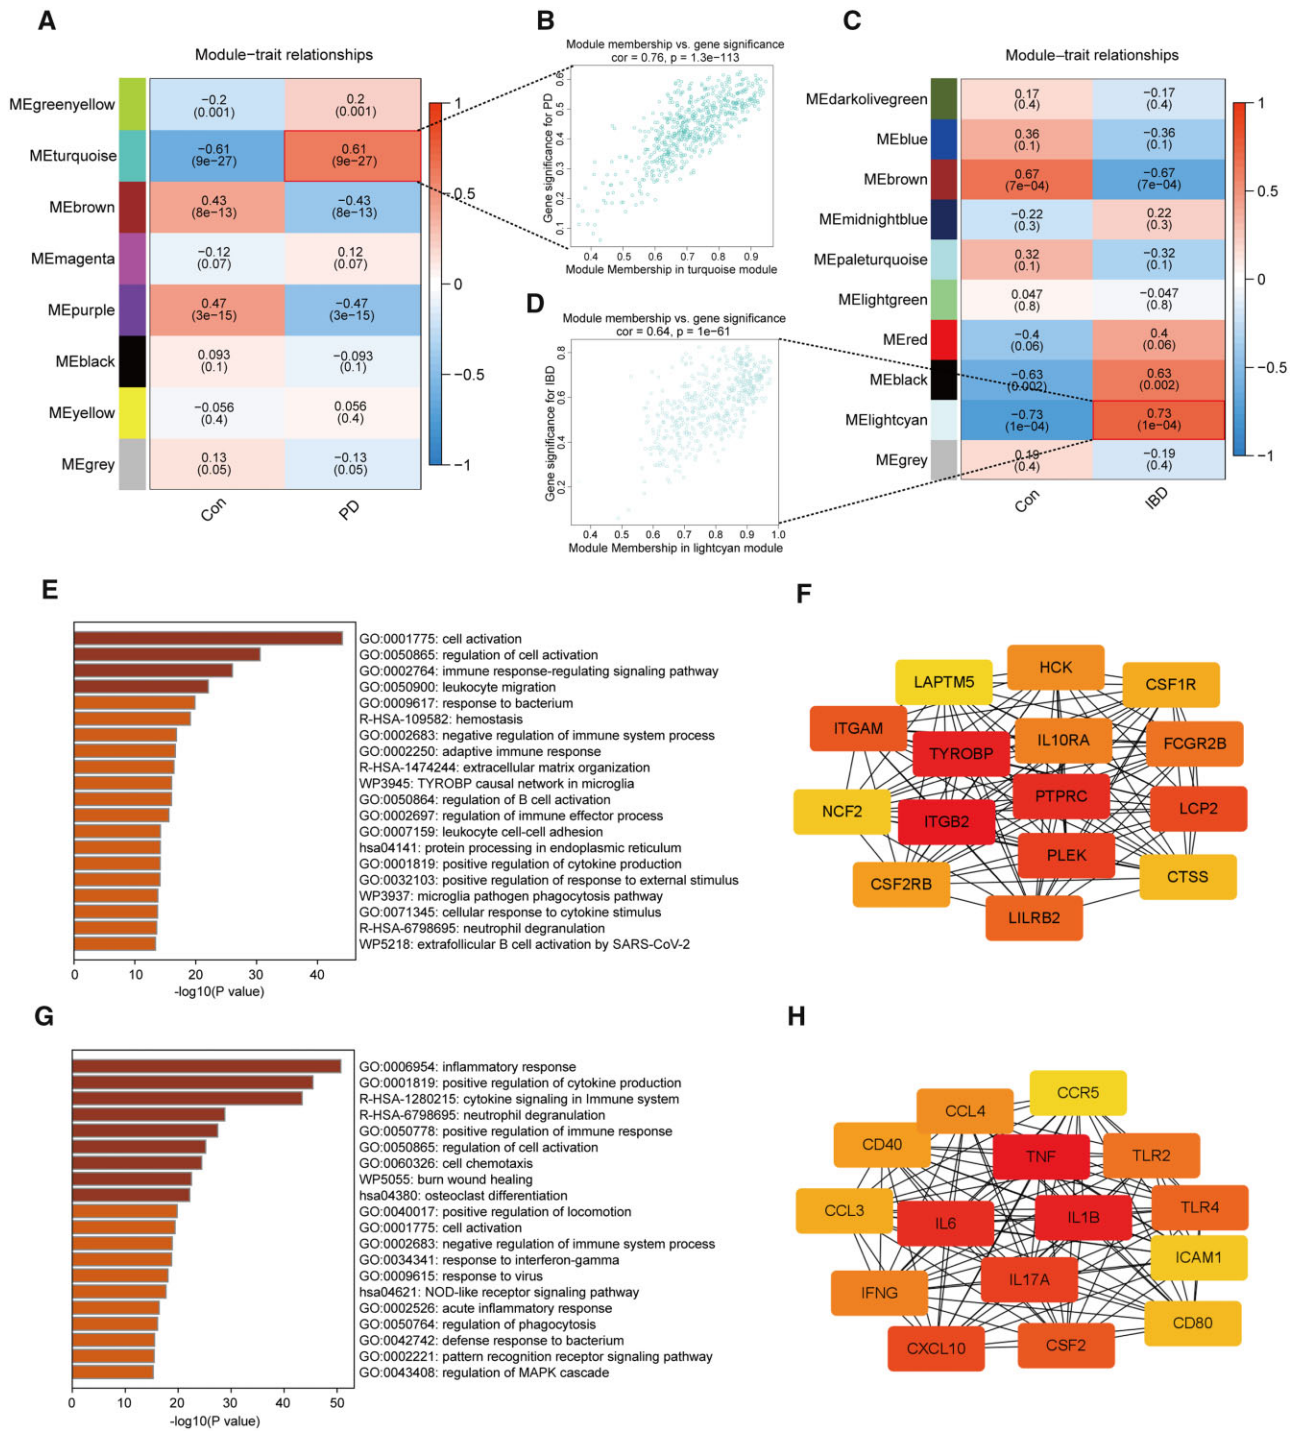 A
Module-trait relationships
MEgreenyellow
−0.2
(0.001)
0.2
(0.001)
MEturquoise
−0.61
(9e−27)
0.61
(9e−27)
MEbrown
0.43
(8e−13)
−0.43
(8e−13)
MEmagenta
−0.12
(0.07)
0.12
(0.07)
MEpurple
0.47
(3e−15)
−0.47
(3e−15)
MEblack
0.093
(0.1)
−0.093
(0.1)
MEyellow
−0.056
(0.4)
0.056
(0.4)
MEgrey
0.13
(0.05)
−0.13
(0.05)
Con
PD
1
0.5
0
−0.5
−1
B
Module membership vs. gene significance
cor = 0.76, p = 1.3e−113
Gene significance for PD
0.6
0.5
0.4
0.3
0.2
0.1
0.4 0.5 0.6 0.7 0.8 0.9
Module Membership in turquoise module
C
Module-trait relationships
MEdarkolivegreen
0.17
(0.4)
−0.17
(0.4)
MEblue
0.36
(0.1)
−0.36
(0.1)
MEbrown
0.67
(7e−04)
−0.67
(7e−04)
MEmidnightblue
−0.22
(0.3)
0.22
(0.3)
MEpaleturquoise
0.32
(0.1)
−0.32
(0.1)
MElightgreen
0.047
(0.8)
−0.047
(0.8)
MEred
−0.4
(0.06)
0.4
(0.06)
MEblack
−0.63
(0.002)
0.63
(0.002)
MElightcyan
−0.73
(1e−04)
0.73
(1e−04)
MEgrey
0.19
(0.4)
−0.19
(0.4)
Con
IBD
1
0.5
0
−0.5
−1
D
Module membership vs. gene significance
cor = 0.64, p = 1e−61
Gene significance for IBD
0.8
0.6
0.4
0.2
0.4 0.5 0.6 0.7 0.8 0.9 1.0
Module Membership in lightcyan module
E
GO:0001775: cell activation
GO:0050865: regulation of cell activation
GO:0002764: immune response-regulating signaling pathway
GO:0050900: leukocyte migration
GO:0009617: response to bacterium
R-HSA-109582: hemostasis
GO:0002683: negative regulation of immune system process
GO:0002250: adaptive immune response
R-HSA-1474244: extracellular matrix organization
WP3945: TYROBP causal network in microglia
GO:0050864: regulation of B cell activation
GO:0002697: regulation of immune effector process
GO:0007159: leukocyte cell-cell adhesion
hsa04141: protein processing in endoplasmic reticulum
GO:0001819: positive regulation of cytokine production
GO:0032103: positive regulation of response to external stimulus
WP3937: microglia pathogen phagocytosis pathway
GO:0071345: cellular response to cytokine stimulus
R-HSA-6798695: neutrophil degranulation
WP5218: extrafollicular B cell activation by SARS-CoV-2
0 10 20 30 40
-log10(P value)
F
LAPTM5
HCK
CSF1R
ITGAM
TYROBP
IL10RA
FCGR2B
NCF2
ITGB2
PTPRC
LCP2
PLEK
CSF2RB
CTSS
LILRB2
G
GO:0006954: inflammatory response
GO:0001819: positive regulation of cytokine production
R-HSA-1280215: cytokine signaling in Immune system
R-HSA-6798695: neutrophil degranulation
GO:0050778: positive regulation of immune response
GO:0050865: regulation of cell activation
GO:0060326: cell chemotaxis
WP5055: burn wound healing
hsa04380: osteoclast differentiation
GO:0040017: positive regulation of locomotion
GO:0001775: cell activation
GO:0002683: negative regulation of immune system process
GO:0034341: response to interferon-gamma
GO:0009615: response to virus
hsa04621: NOD-like receptor signaling pathway
GO:0002526: acute inflammatory response
GO:0050764: regulation of phagocytosis
GO:0042742: defense response to bacterium
GO:0002221: pattern recognition receptor signaling pathway
GO:0043408: regulation of MAPK cascade
0 10 20 30 40 50
-log10(P value)
H
CCR5
CCL4
CD40
TNF
TLR2
CCL3
IL6
IL1B
TLR4
ICAM1
IFNG
IL17A
CD80
CXCL10
CSF2